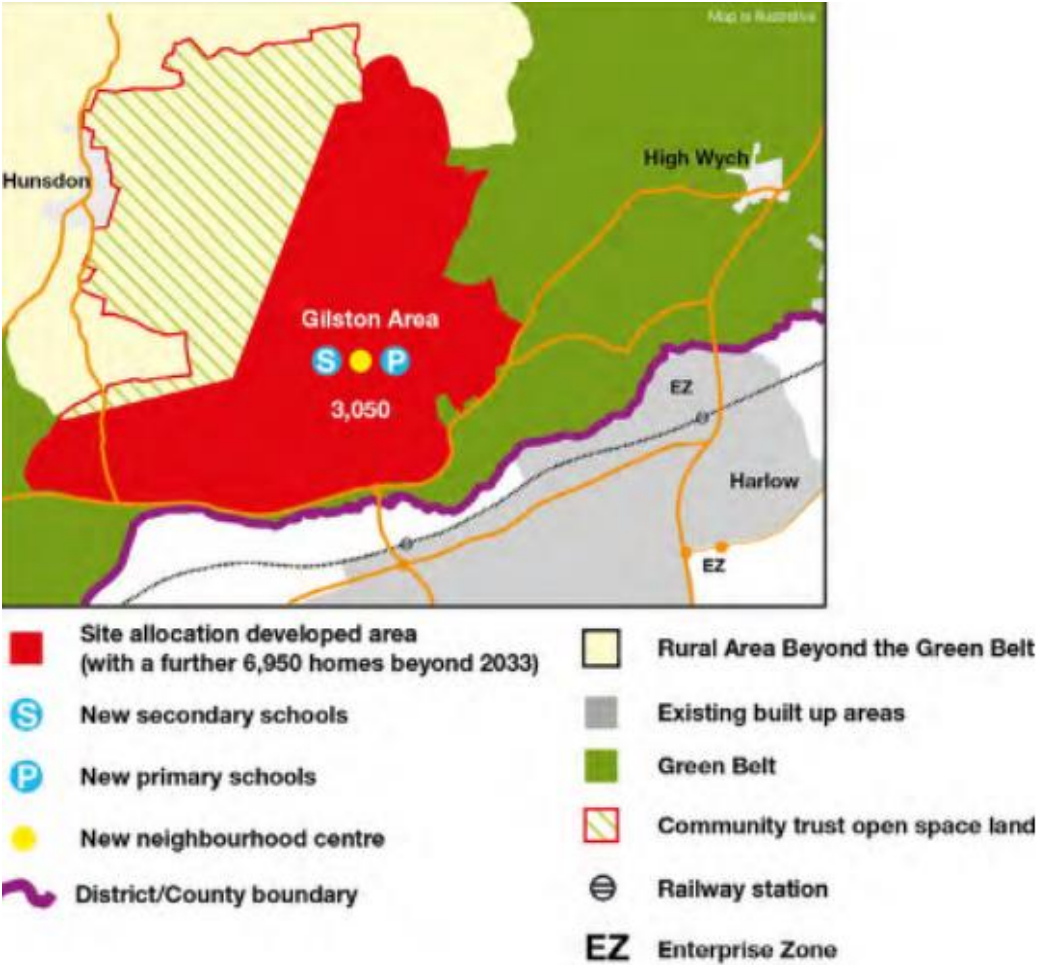 Map is illustrative
High Wych
Hunsdon
Gilston Area
S P
3,050
EZ
Harlow
EZ
Site allocation developed area
(with a further 6,950 homes beyond 2033)
S New secondary schools
P New primary schools
New neighbourhood centre
District/County boundary
Rural Area Beyond the Green Belt
Existing built up areas
Green Belt
Community trust open space land
Railway station
EZ Enterprise Zone